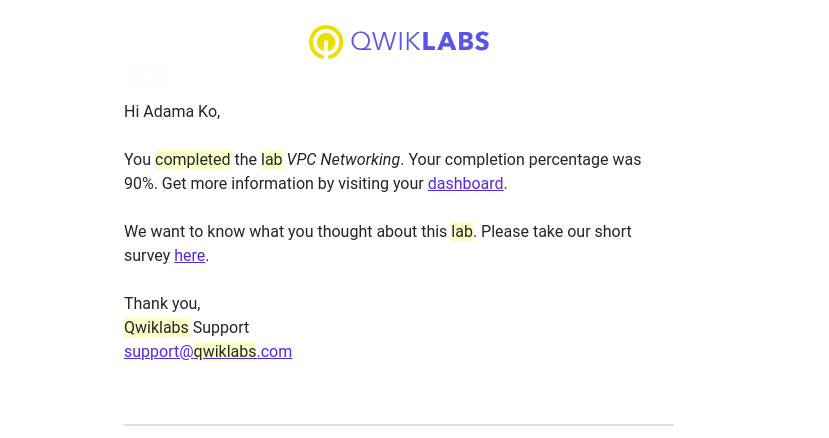 QWIKLABS
Hi Adama Ko,
You completed the lab VPC Networking. Your completion percentage was
90%. Get more information by visiting your dashboard.
We want to know what you thought about this lab. Please take our short
survey here.
Thank you,
Qwiklabs Support
support@qwiklabs.com